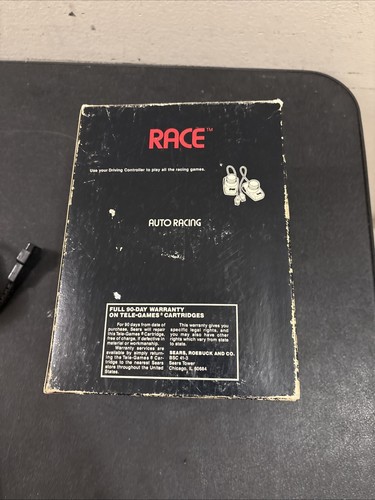 RACE™
Use your Driving Controller to play all the racing games.
AUTO RACING
FULL 90-DAY WARRANTY
ON TELE-GAMES® CARTRIDGES
For 90 days from date of
purchase, Sears will repair
this Tele-Games® Cartridge,
free of charge, if defective in
material or workmanship.
Warranty services are
available by simply return-
ing the Tele-Games® Car-
tridge to the nearest Sears
store throughout the United
States.
This warranty gives you
specific legal rights, and
you may also have other
rights which vary from state
to state.
SEARS, ROEBUCK AND CO.
BSC 41-3
Sears Tower
Chicago, IL 60684